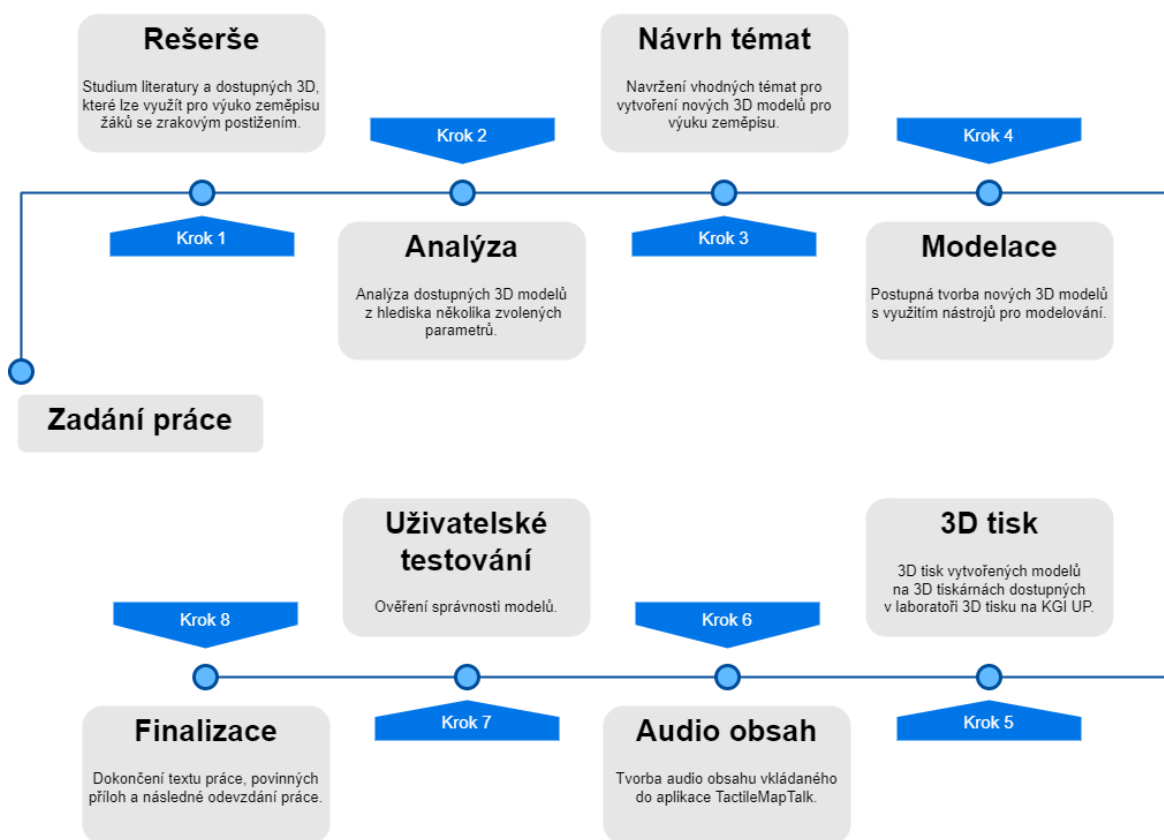 Rešerše
Studium literatury a dostupných 3D,
které lze využít pro výuko zeměpisu
žáků se zrakovým postižením.
Krok 1
Krok 2
Analýza
Analýza dostupných 3D modelů
z hlediska několika zvolených
parametrů.
Návrh témat
Navržení vhodných témat pro
vytvoření nových 3D modelů pro
výuku zeměpisu.
Krok 3
Krok 4
Modelace
Postupná tvorba nových 3D modelů
s využitím nástrojů pro modelování.
Zadání práce
3D tisk
3D tisk vytvořených modelů
na 3D tiskárnách dostupných
v laboratoři 3D tisku na KGI UP.
Krok 5
Krok 6
Audio obsah
Tvorba audio obsahu vkládaného
do aplikace TactileMapTalk.
Uživatelské
testování
Ověření správnosti modelů.
Krok 7
Krok 8
Finalizace
Dokončení textu práce, povinných
příloh a následné odevzdání práce.